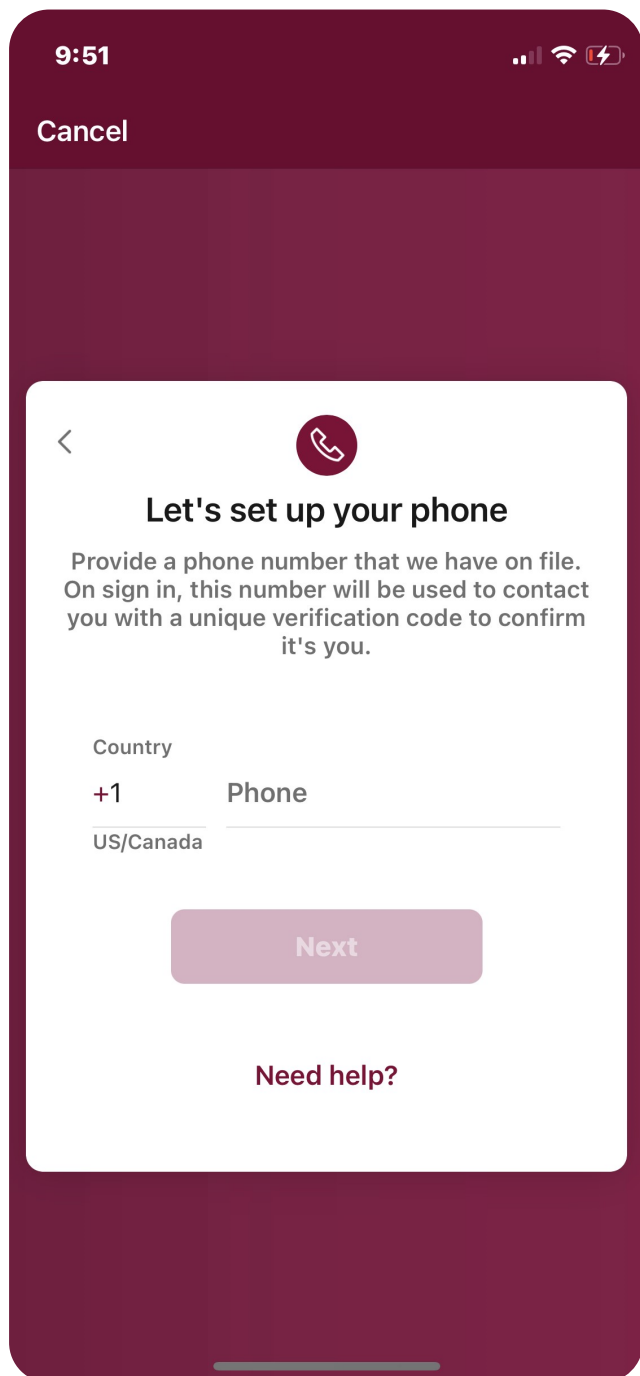 9:51
Cancel
Let's set up your phone
Provide a phone number that we have on file.
On sign in, this number will be used to contact
you with a unique verification code to confirm
it's you.
Country
+1 Phone
US/Canada
Next
Need help?